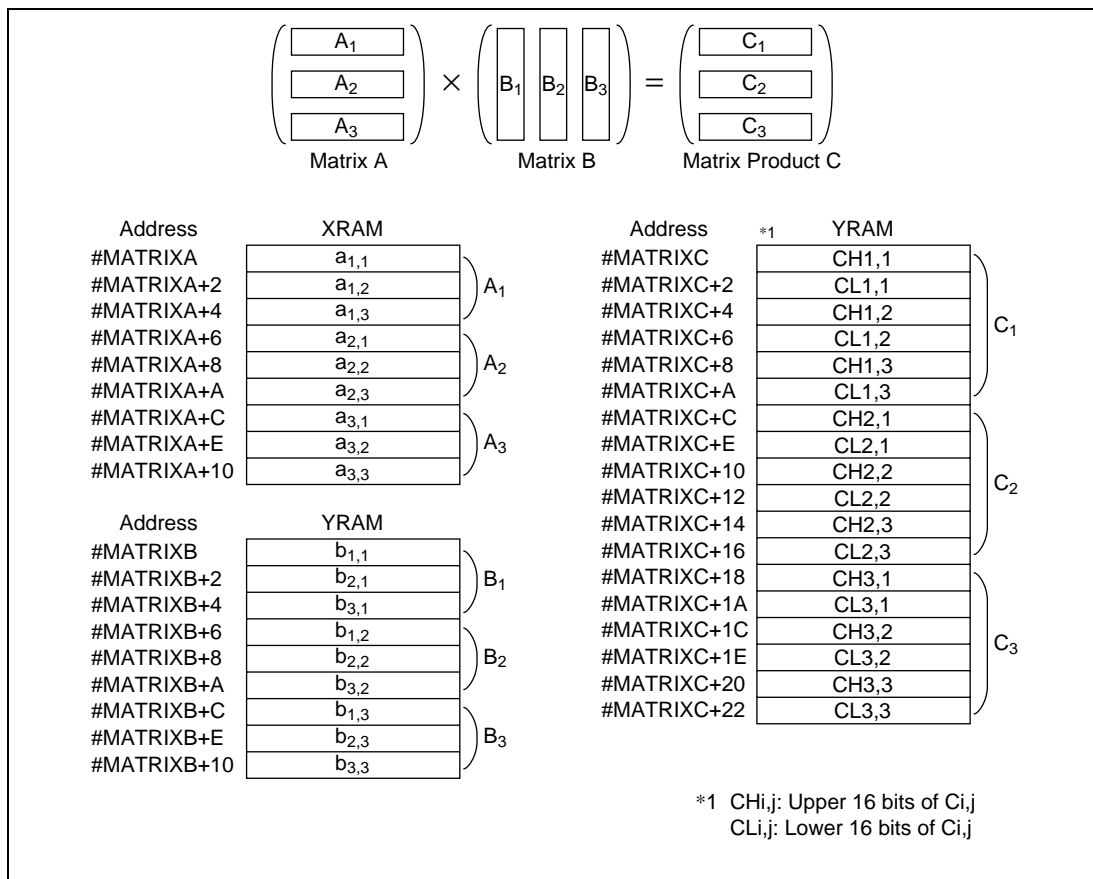 A1
A2
A3
×
B1 B2 B3
=
C1
C2
C3
Matrix A
Matrix B
Matrix Product C
Address XRAM
#MATRIXA a1,1
#MATRIXA+2 a1,2
#MATRIXA+4 a1,3
A1
#MATRIXA+6 a2,1
#MATRIXA+8 a2,2
#MATRIXA+A a2,3
A2
#MATRIXA+C a3,1
#MATRIXA+E a3,2
#MATRIXA+10 a3,3
A3
Address YRAM
#MATRIXB b1,1
#MATRIXB+2 b2,1
#MATRIXB+4 b3,1
B1
#MATRIXB+6 b1,2
#MATRIXB+8 b2,2
#MATRIXB+A b3,2
B2
#MATRIXB+C b1,3
#MATRIXB+E b2,3
#MATRIXB+10 b3,3
B3
Address *1 YRAM
#MATRIXC CH1,1
#MATRIXC+2 CL1,1
#MATRIXC+4 CH1,2
#MATRIXC+6 CL1,2
#MATRIXC+8 CH1,3
#MATRIXC+A CL1,3
C1
#MATRIXC+C CH2,1
#MATRIXC+E CL2,1
#MATRIXC+10 CH2,2
#MATRIXC+12 CL2,2
#MATRIXC+14 CH2,3
#MATRIXC+16 CL2,3
C2
#MATRIXC+18 CH3,1
#MATRIXC+1A CL3,1
#MATRIXC+1C CH3,2
#MATRIXC+1E CL3,2
#MATRIXC+20 CH3,3
#MATRIXC+22 CL3,3
C3
*1 CHi,j: Upper 16 bits of Ci,j
CLi,j: Lower 16 bits of Ci,j